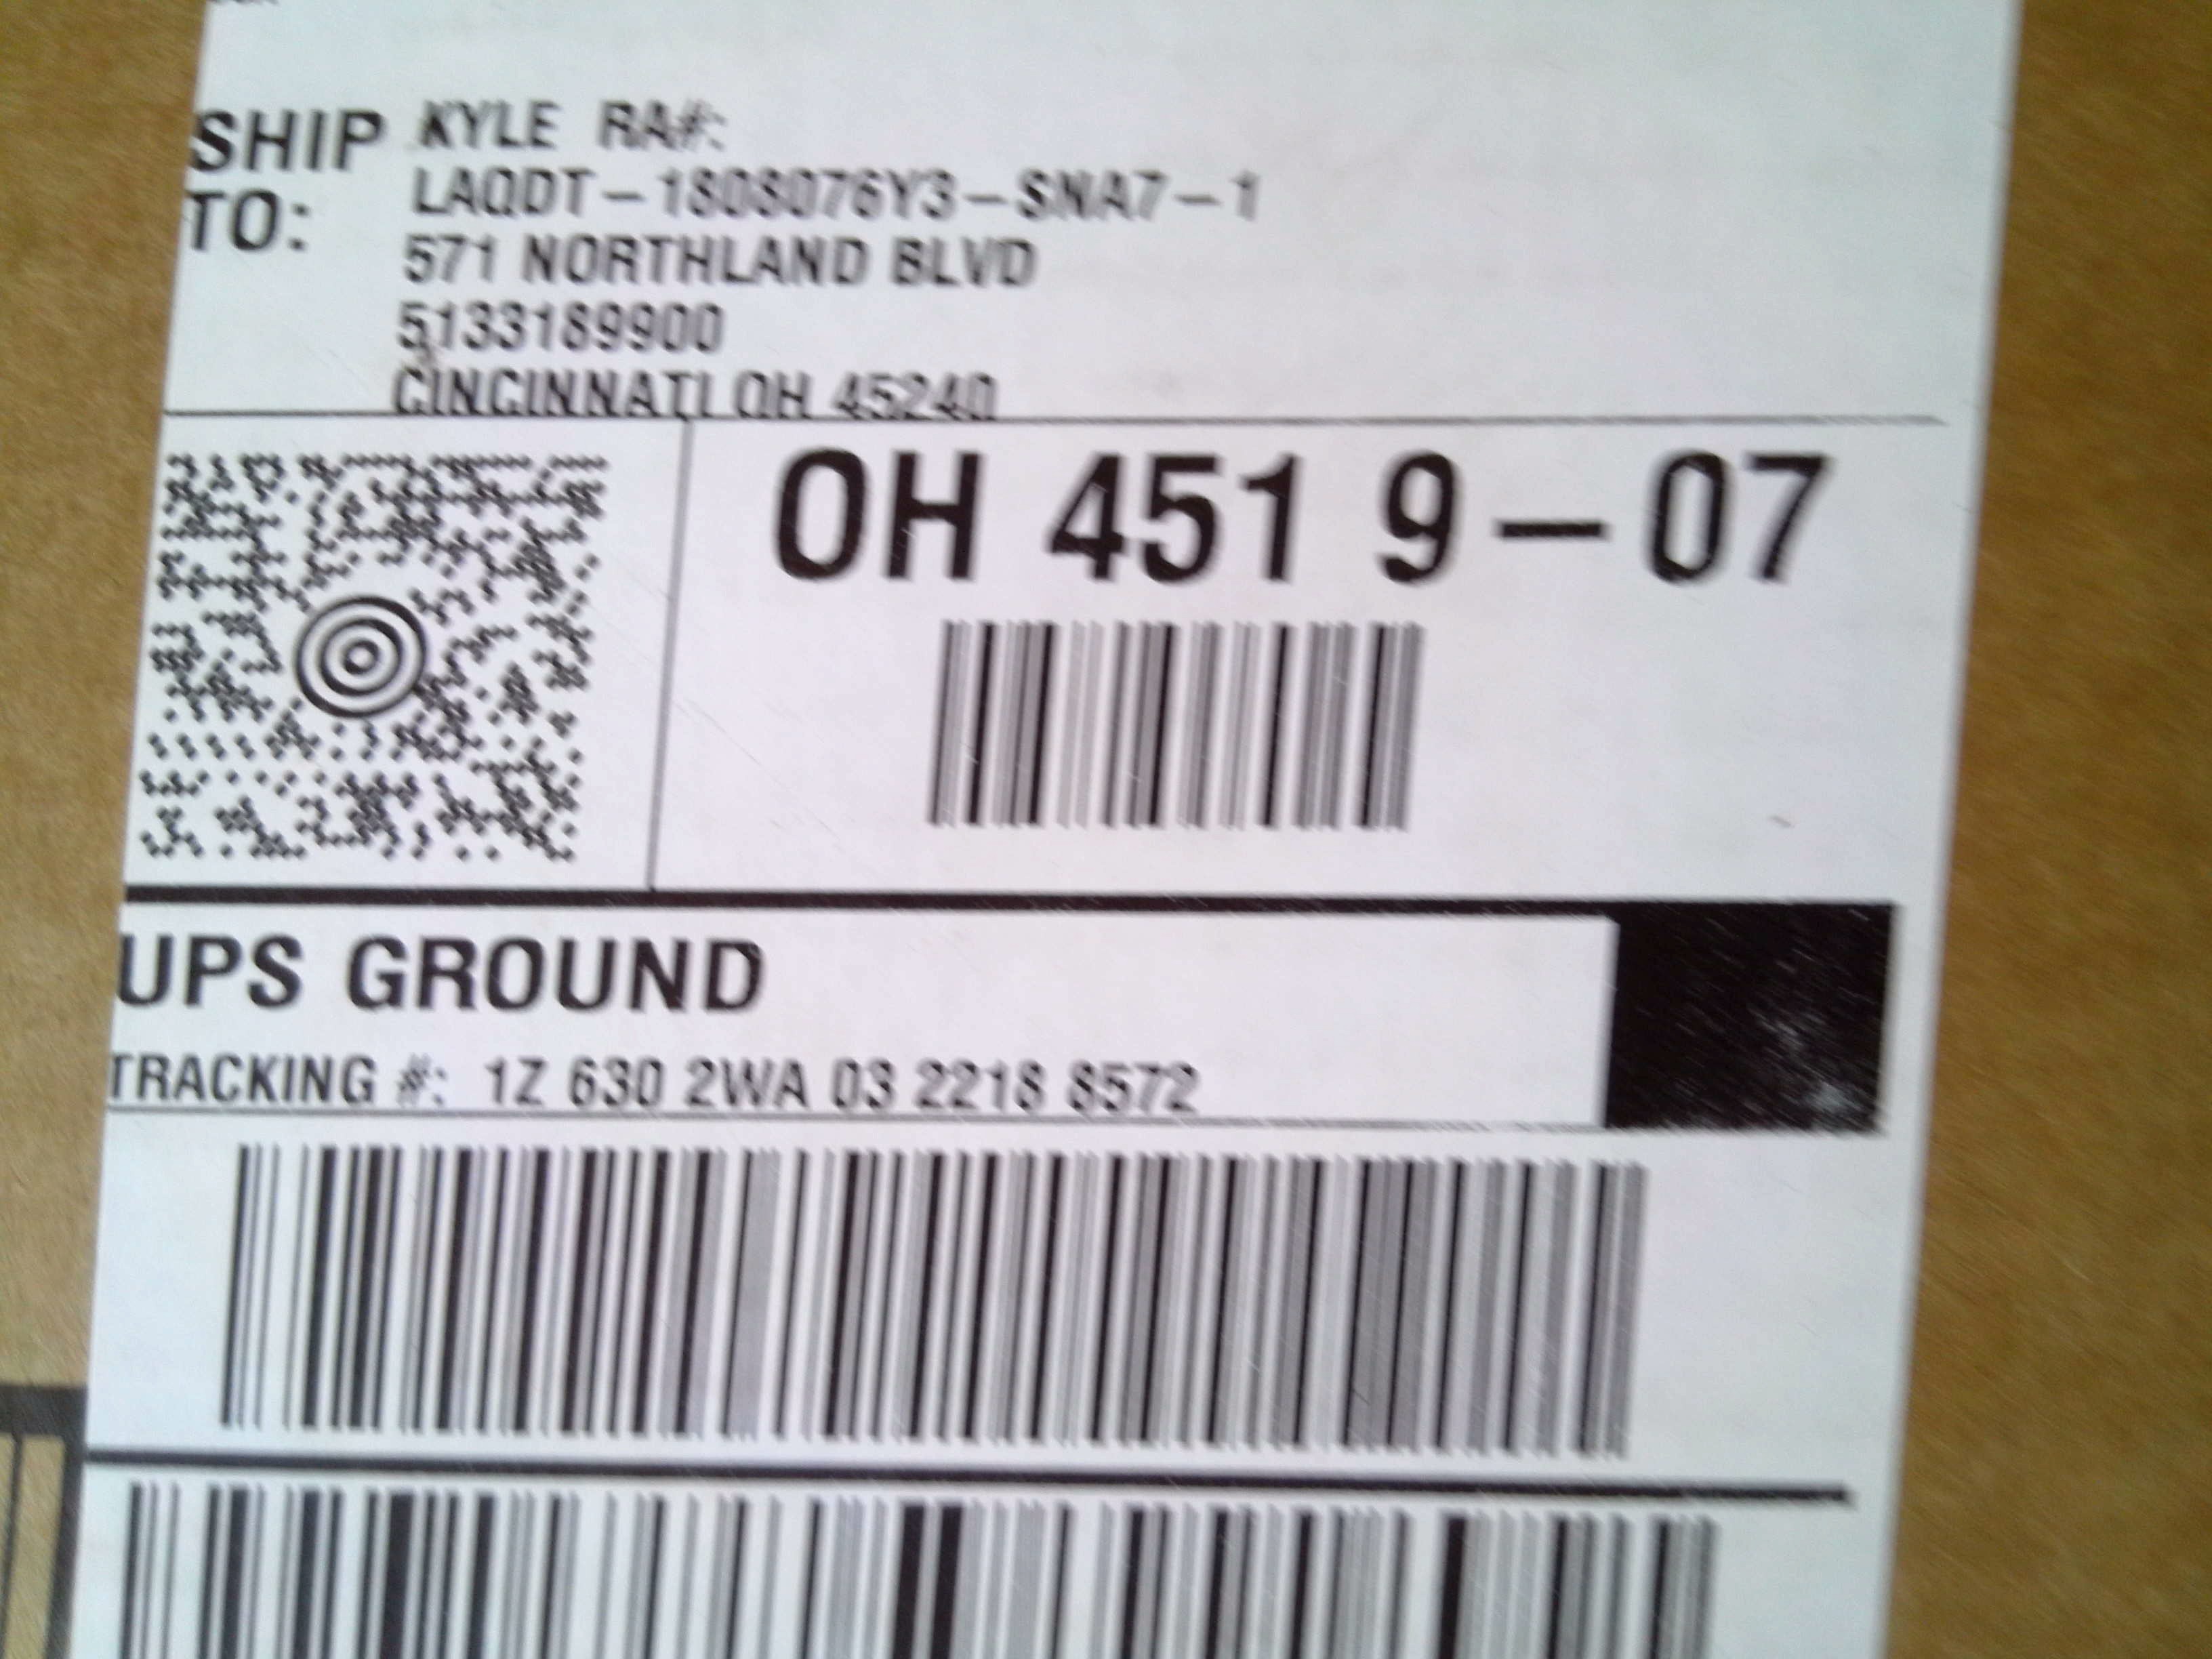 SHIP TO:
KYLE RA#:
LAQDT-1808076Y3-SNA7-1
571 NORTHLAND BLVD
5133189900
CINCINNATI OH 45240
OH 451 9-07
UPS GROUND
TRACKING #: 1Z 630 2WA 03 2218 8572